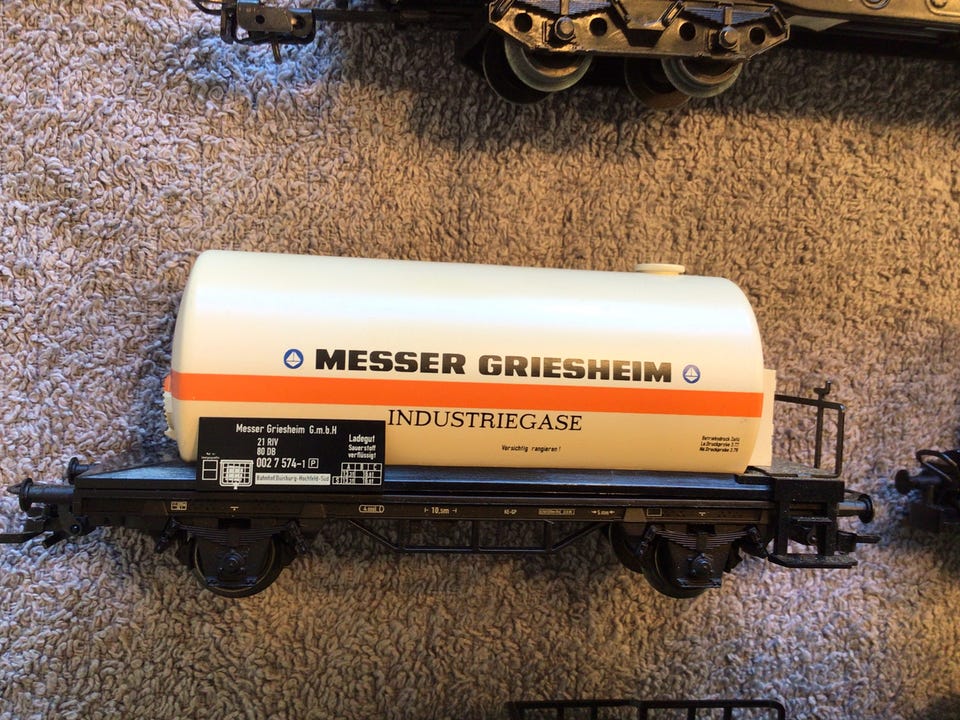 MESSER GRIESHEIM
INDUSTRIEGASE
Vorsichtig rangieren!
Messer Griesheim G.m.b.H
21 RIV
80 DB
002 7 574-1 P
Ladegut
Sauerstoff
verflüssigt
Bahnhof Duisburg-Hochfeld-Süd
10,5m